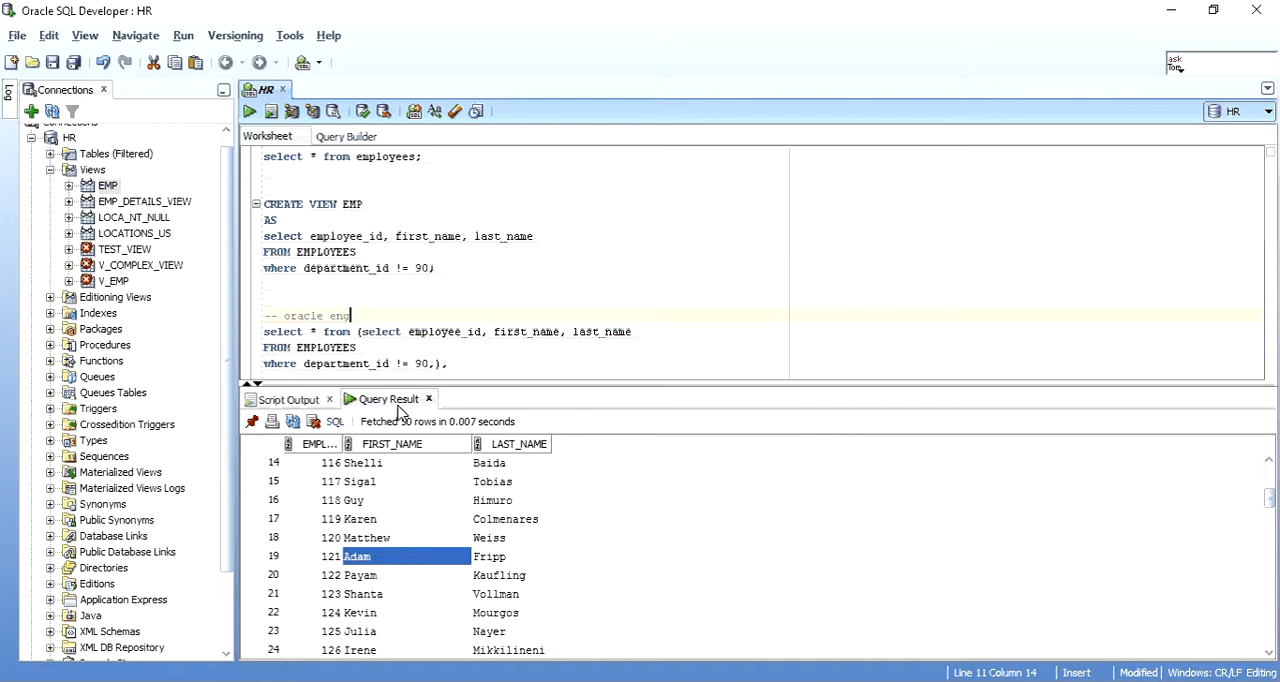 Oracle SQL Developer : HR
File Edit View Navigate Run Versioning Tools Help
ask
Tom
Log
Connections
HR
HR
Worksheet Query Builder
HR
Tables (Filtered)
Views
EMP
EMP_DETAILS_VIEW
LOCA_NT_NULL
LOCATIONS_US
TEST_VIEW
V_COMPLEX_VIEW
V_EMP
Editioning Views
Indexes
Packages
Procedures
Functions
Queues
Queues Tables
Triggers
Crossedition Triggers
Types
Sequences
Materialized Views
Materialized Views Logs
Synonyms
Public Synonyms
Database Links
Public Database Links
Directories
Editions
Application Express
Java
XML Schemas
XML DB Repository
select * from employees;
CREATE VIEW EMP
AS
select employee_id, first_name, last_name
FROM EMPLOYEES
where department_id != 90;
-- oracle eng
select * from (select employee_id, first_name, last_name
FROM EMPLOYEES
where department_id != 90;);
Script Output Query Result
SQL Fetched 50 rows in 0.007 seconds
EMPL... FIRST_NAME LAST_NAME
14 116 Shelli Baida
15 117 Sigal Tobias
16 118 Guy Himuro
17 119 Karen Colmenares
18 120 Matthew Weiss
19 121 Adam Fripp
20 122 Payam Kaufling
21 123 Shanta Vollman
22 124 Kevin Mourgos
23 125 Julia Nayer
24 126 Irene Mikkilineni
Line 11 Column 14 Insert Modified Windows: CR/LF Editing